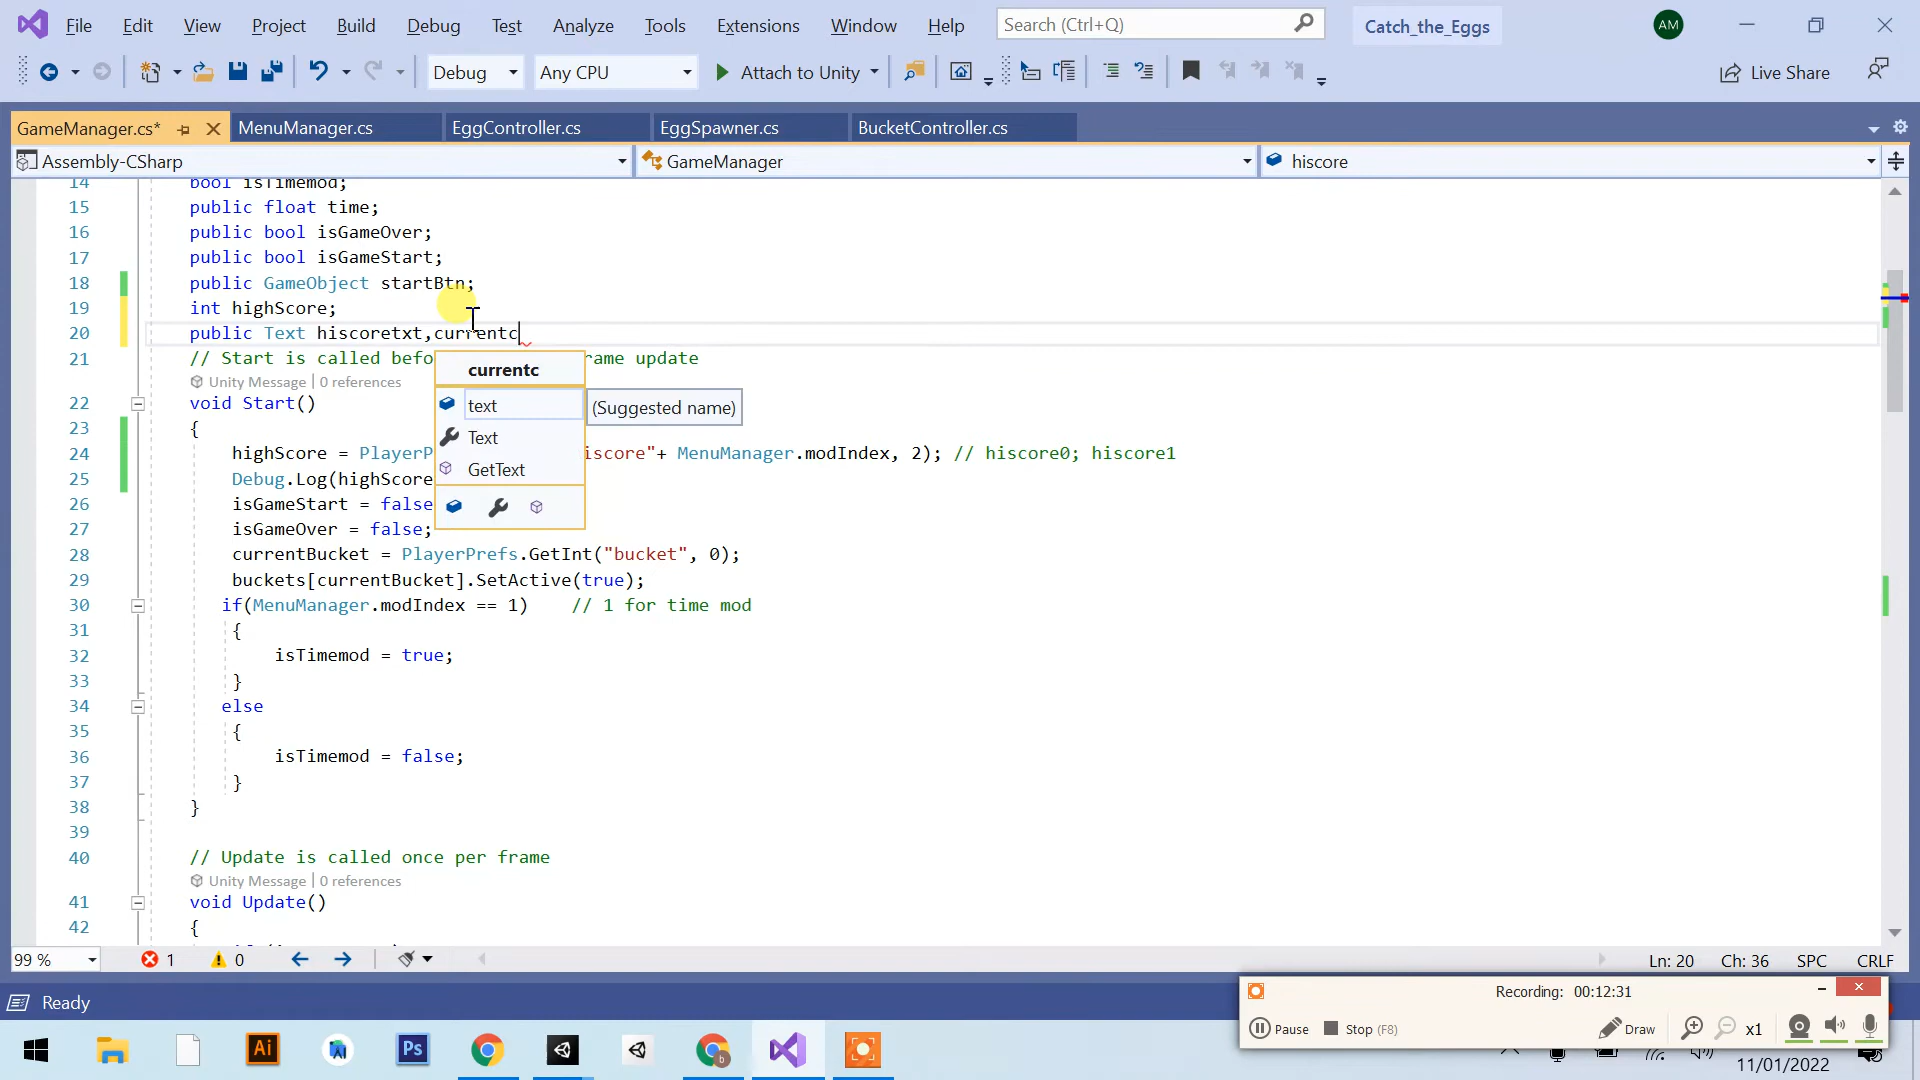 File Edit View Project Build Debug Test Analyze Tools Extensions Window Help Search (Ctrl+Q) Catch_the_Eggs AM
Debug Any CPU Attach to Unity Live Share
GameManager.cs* MenuManager.cs EggController.cs EggSpawner.cs BucketController.cs
Assembly-CSharp GameManager hiscore
14 bool isTimemod;
15 public float time;
16 public bool isGameOver;
17 public bool isGameStart;
18 public GameObject startBtn;
19 int highScore;
20 public Text hiscoretxt,currentc
21 // Start is called befo rame update
Unity Message | 0 references
currentc
text (Suggested name)
Text
GetText
22 void Start()
23 {
24 highScore = PlayerP iscore"+ MenuManager.modIndex, 2); // hiscore0; hiscore1
25 Debug.Log(highScore
26 isGameStart = false
27 isGameOver = false;
28 currentBucket = PlayerPrefs.GetInt("bucket", 0);
29 buckets[currentBucket].SetActive(true);
30 if(MenuManager.modIndex == 1) // 1 for time mod
31 {
32 isTimemod = true;
33 }
34 else
35 {
36 isTimemod = false;
37 }
38 }
39
40 // Update is called once per frame
Unity Message | 0 references
41 void Update()
42 {
99 % 1 0 Ln: 20 Ch: 36 SPC CRLF
Ready
Recording: 00:12:31
Pause Stop (F8) Draw x1
Ai Ps b
11/01/2022